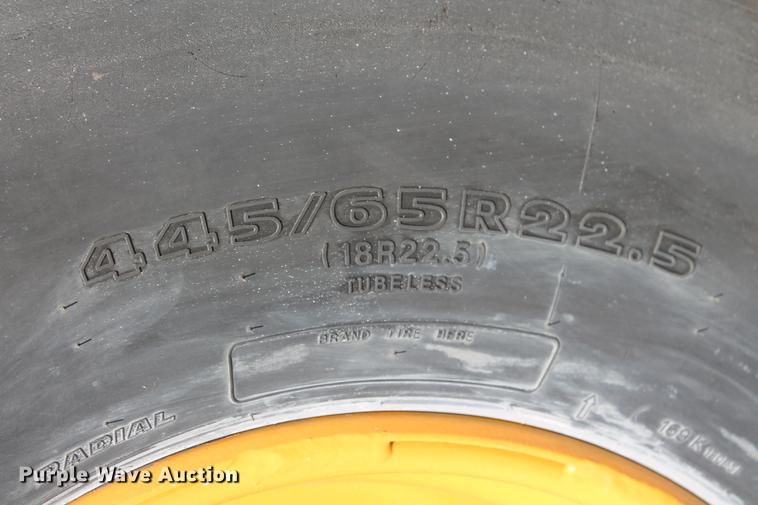 445/65R22.5
(18R22.5)
TUBELESS
BRAND TIRE HERE
RADIAL
Purple Wave Auction